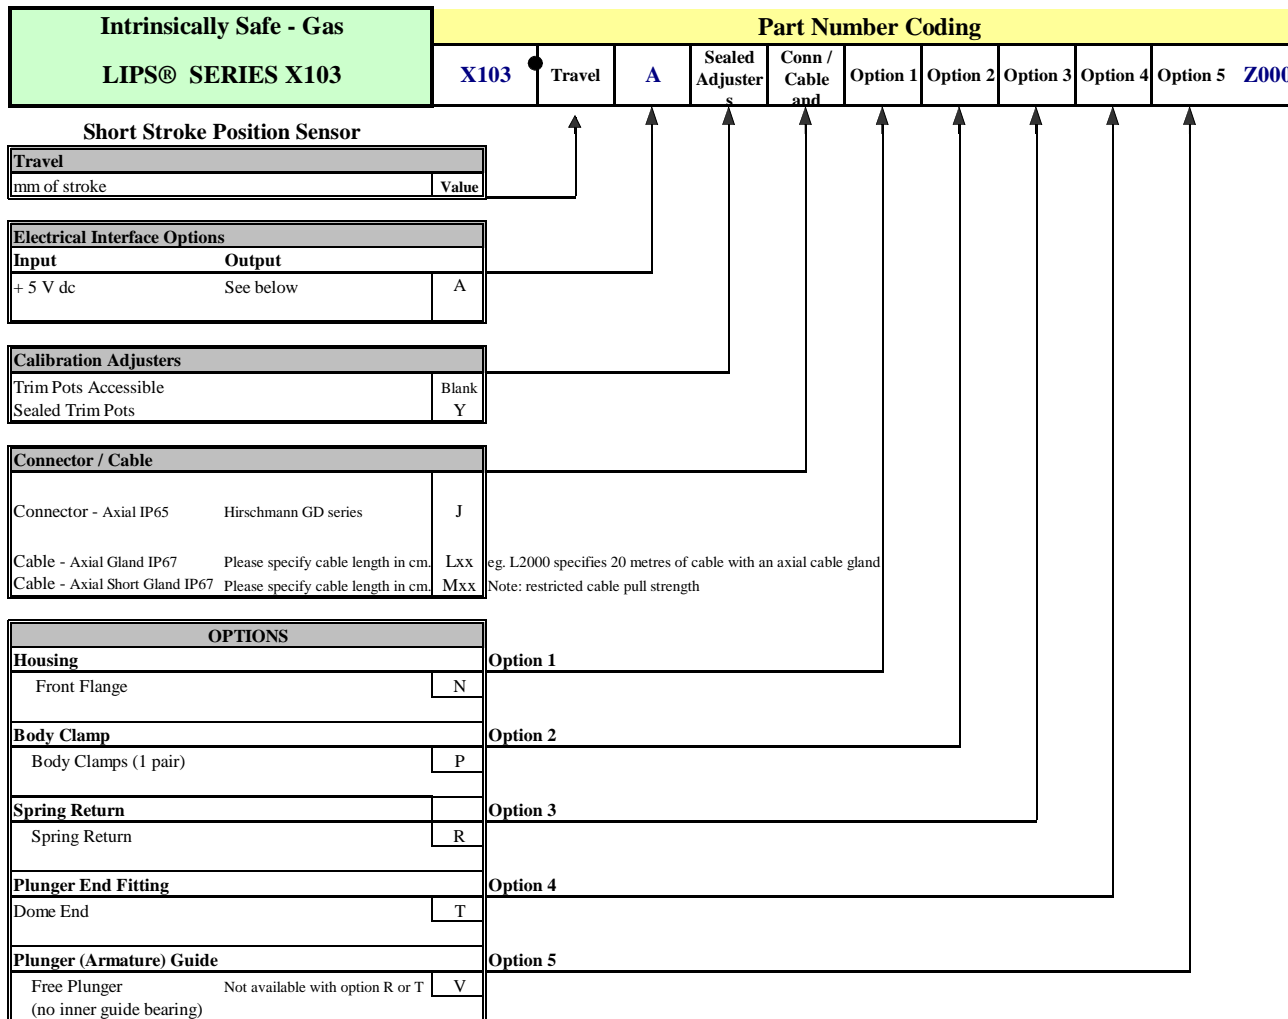 Intrinsically Safe - Gas
LIPS® SERIES X103
Part Number Coding
X103
Travel
A
Sealed
Adjuster
s
Conn /
Cable
and
Option 1
Option 2
Option 3
Option 4
Option 5
Z000
Short Stroke Position Sensor
Travel
mm of stroke Value
Electrical Interface Options
Input Output
+ 5 V dc See below A
Calibration Adjusters
Trim Pots Accessible Blank
Sealed Trim Pots Y
Connector / Cable
Connector - Axial IP65 Hirschmann GD series J
Cable - Axial Gland IP67 Please specify cable length in cm. Lxx eg. L2000 specifies 20 metres of cable with an axial cable gland
Cable - Axial Short Gland IP67 Please specify cable length in cm. Mxx Note: restricted cable pull strength
OPTIONS
Housing Option 1
Front Flange N
Body Clamp Option 2
Body Clamps (1 pair) P
Spring Return Option 3
Spring Return R
Plunger End Fitting Option 4
Dome End T
Plunger (Armature) Guide Option 5
Free Plunger Not available with option R or T V
(no inner guide bearing)